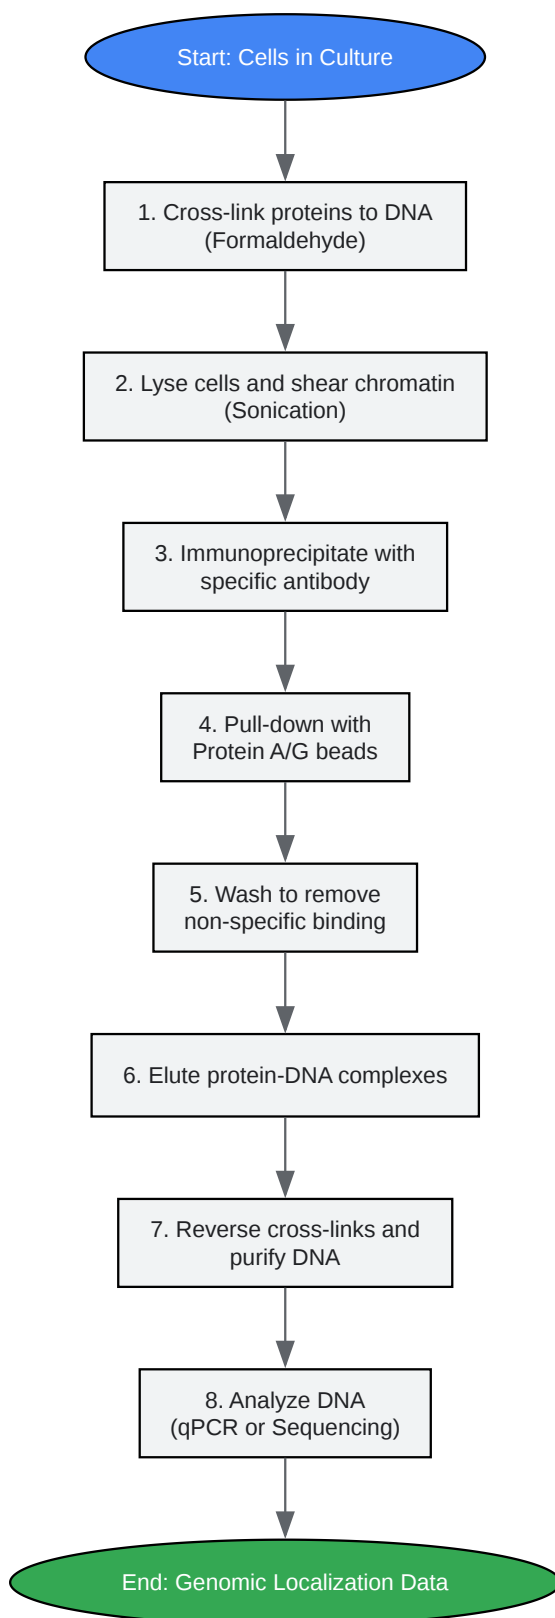 Start: Cells in Culture
1. Cross-link proteins to DNA
(Formaldehyde)
2. Lyse cells and shear chromatin
(Sonication)
3. Immunoprecipitate with
specific antibody
4. Pull-down with
Protein A/G beads
5. Wash to remove
non-specific binding
6. Elute protein-DNA complexes
7. Reverse cross-links and
purify DNA
8. Analyze DNA
(qPCR or Sequencing)
End: Genomic Localization Data